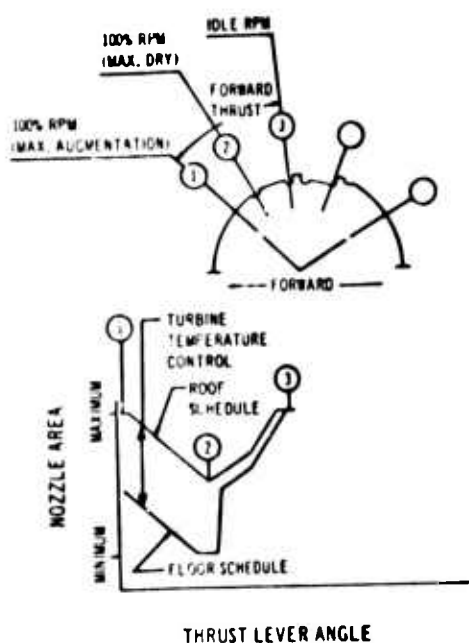 IDLE RPM
100% RPM
(MAX. DRY)
FORWARD
THRUST
100% RPM
(MAX. AUGMENTATION)
3
2
1
FORWARD
1
TURBINE
TEMPERATURE
CONTROL
ROOF
SCHEDULE
3
2
MAXIMUM
NOZZLE AREA
MINIMUM
FLOOR SCHEDULE
THRUST LEVER ANGLE